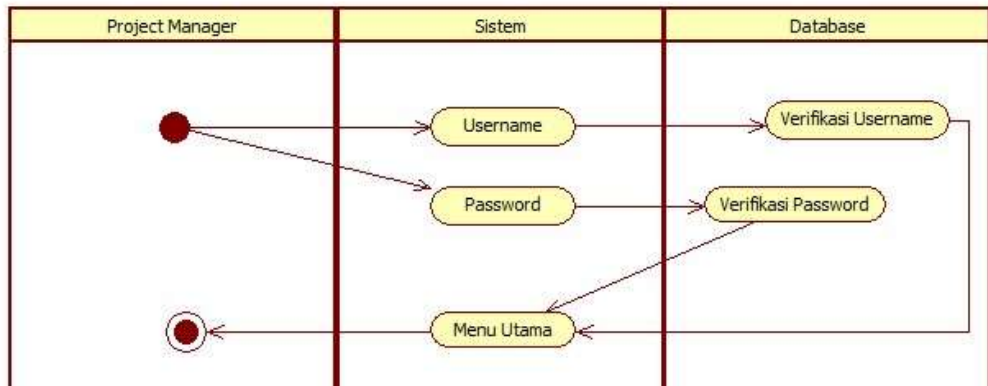 Project Manager
Sistem
Database
Username
Verifikasi Username
Password
Verifikasi Password
Menu Utama